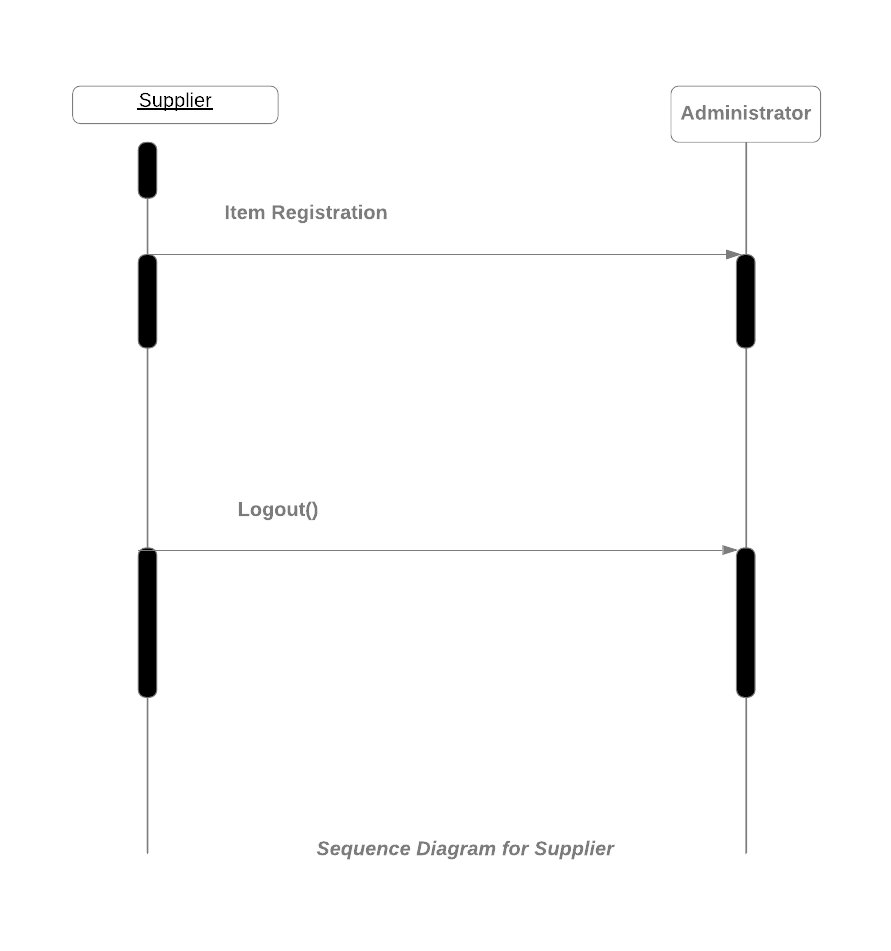 Supplier
Administrator
Item Registration
Logout()
Sequence Diagram for Supplier